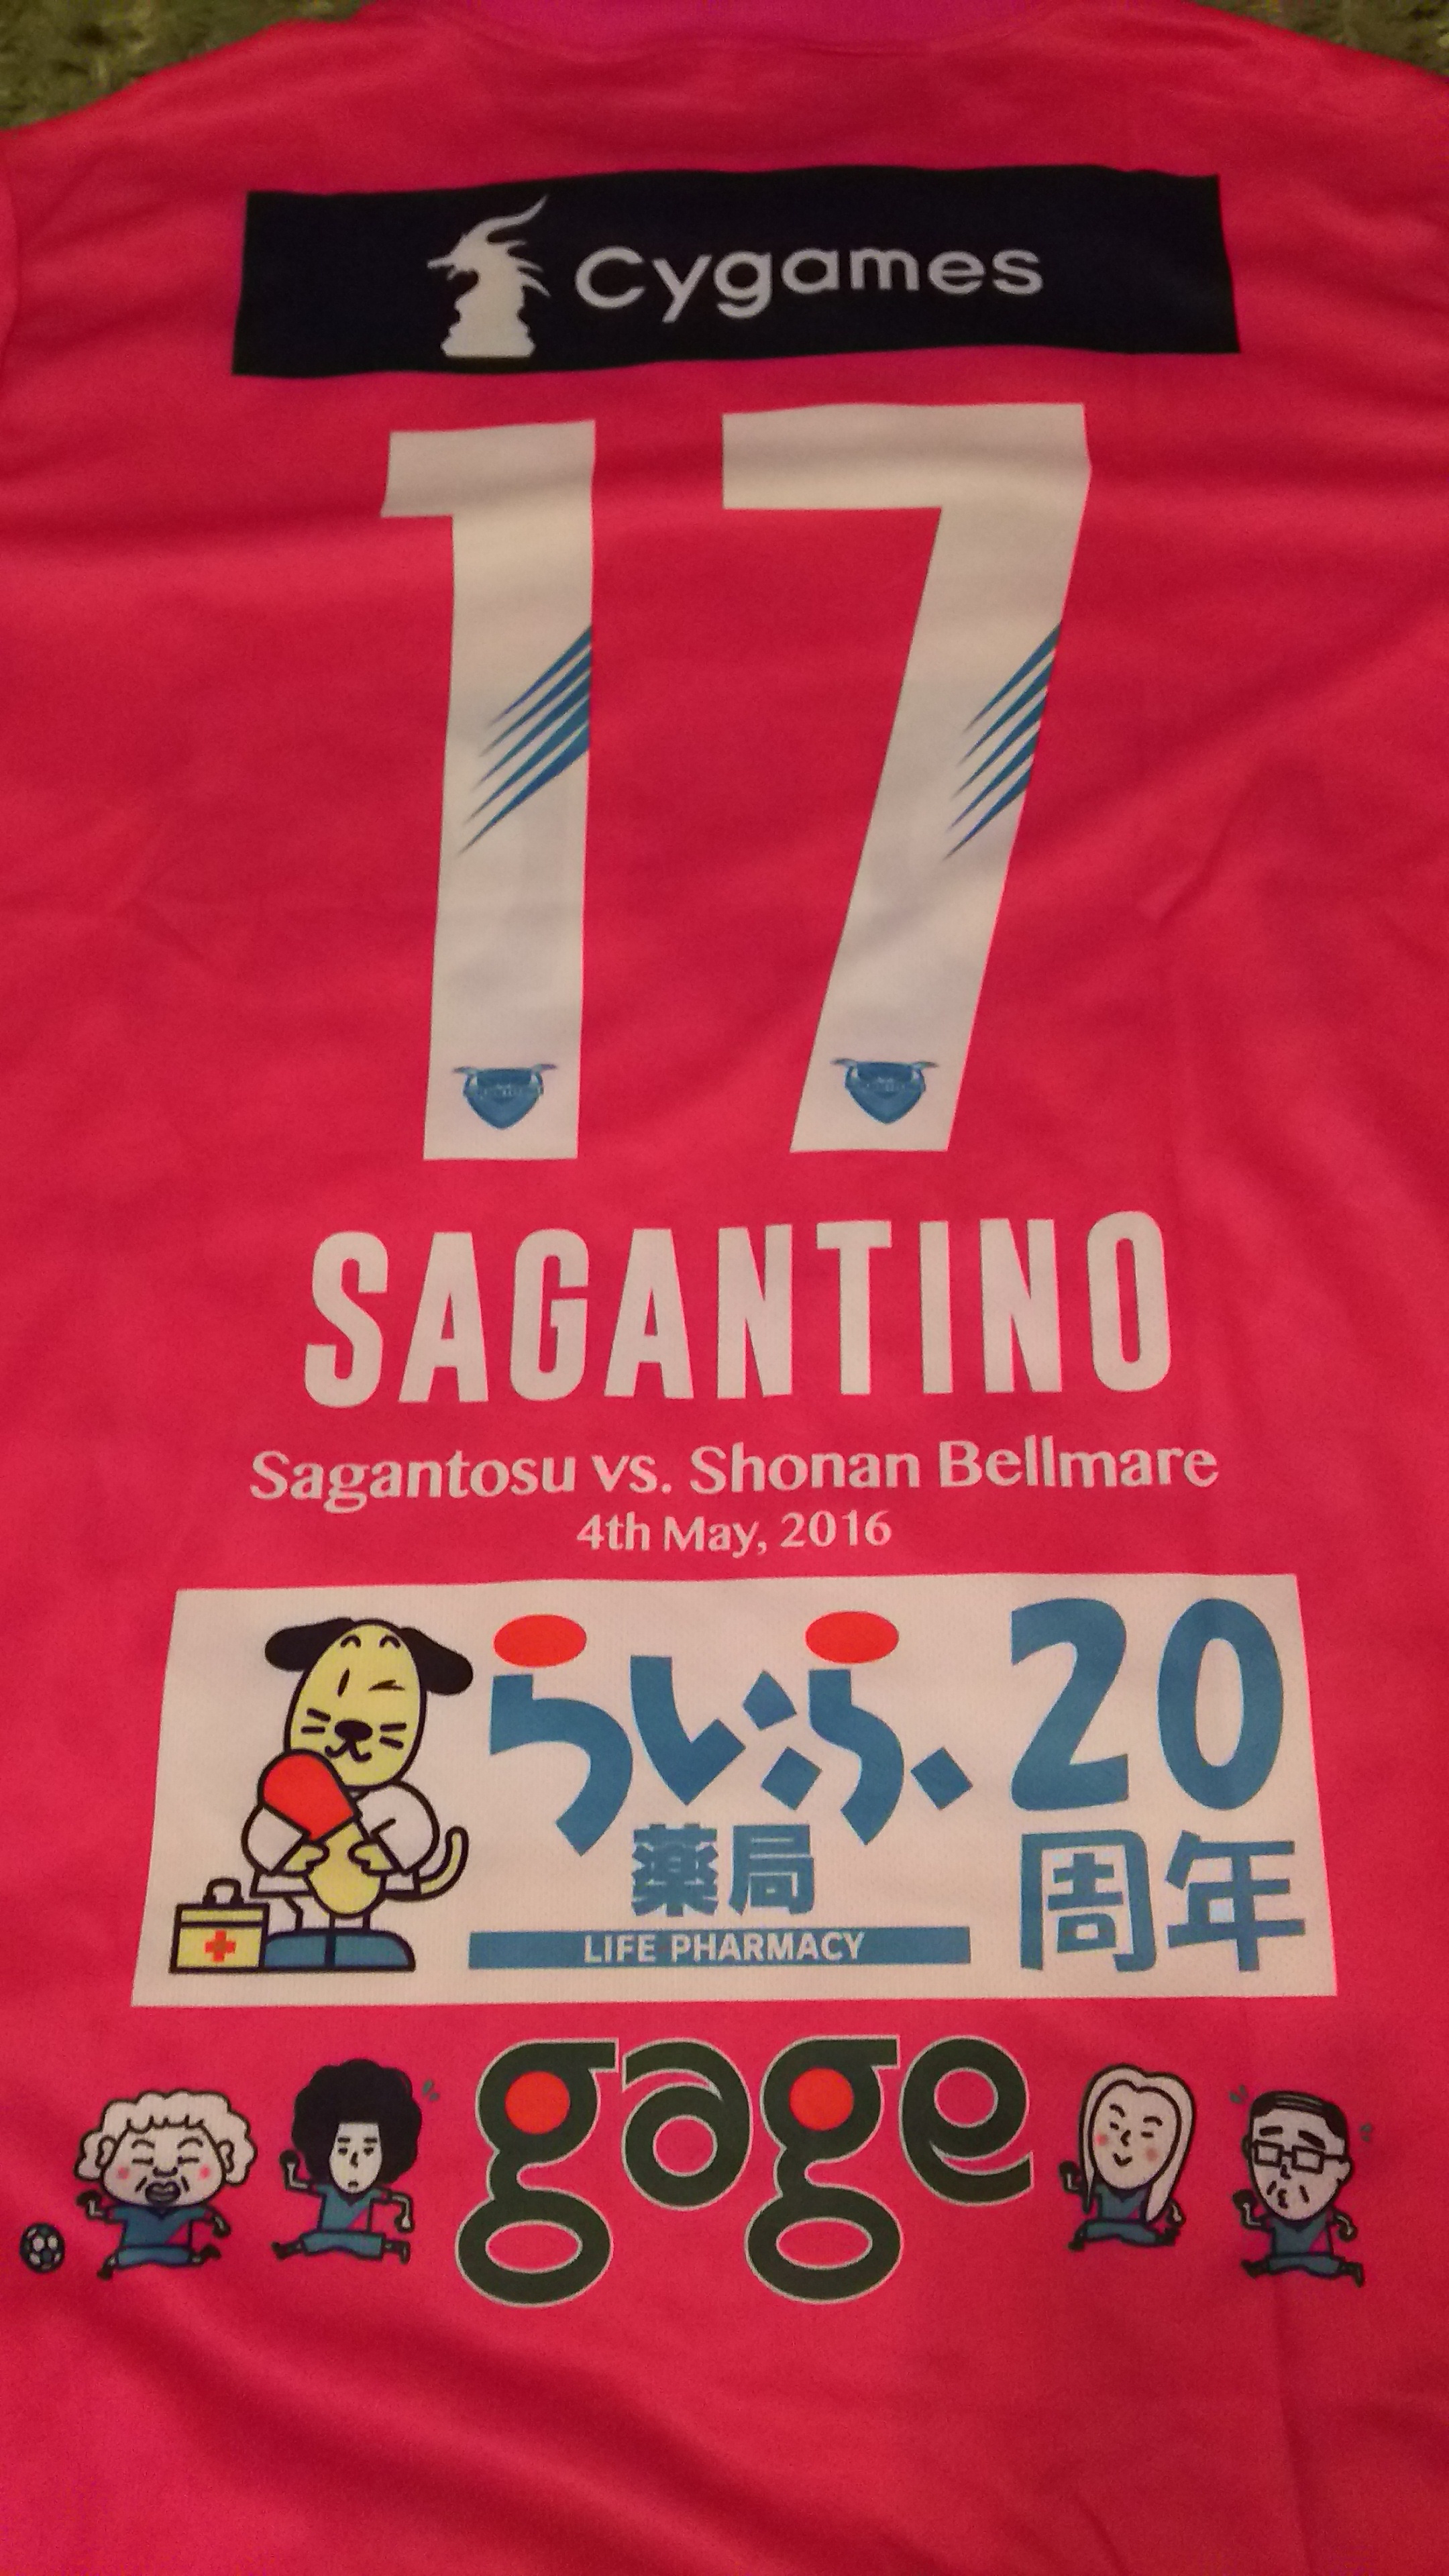 Cygames
17
SAGANTINO
Sagantosu vs. Shonan Bellmare
4th May, 2016
らいふ
薬局
LIFE PHARMACY
20
周年
gage